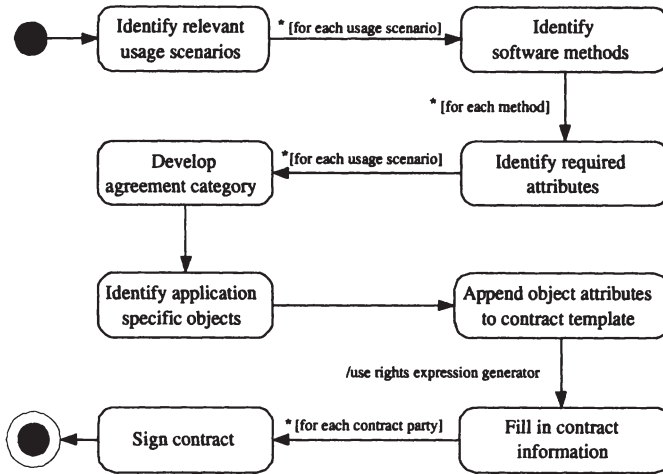 Identify relevant
usage scenarios
* [for each usage scenario]
Identify
software methods
* [for each method]
Develop
agreement category
*[for each usage scenario]
Identify required
attributes
Identify application
specific objects
Append object attributes
to contract template
/use rights expression generator
Sign contract
* [for each contract party]
Fill in contract
information